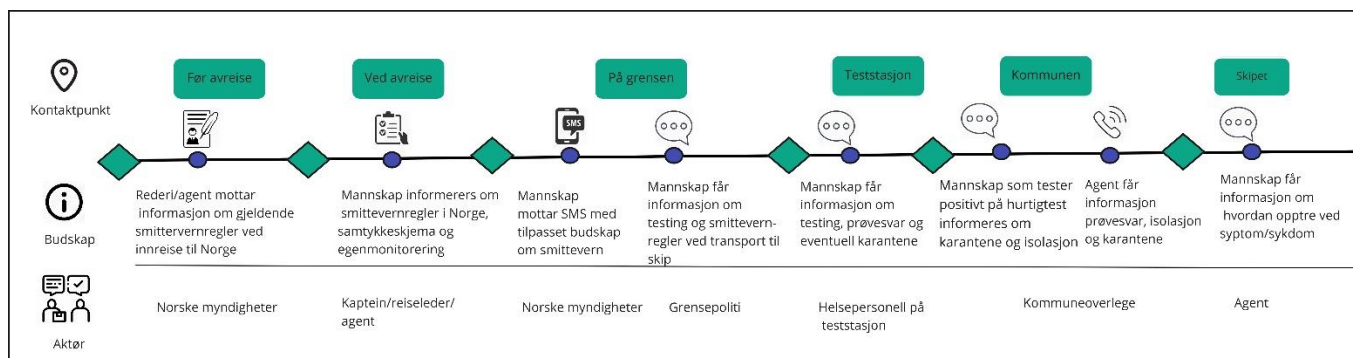 Kontaktpunkt
Før avreise
Ved avreise
På grensen
Teststasjon
Kommunen
Skipet
SMS
Budskap
Rederi/agent mottar
informasjon om gjeldende
smittervernregler ved
innreise til Norge
Mannskap informerers om
smittevernregler i Norge,
samtykkeskjema og
egenmonitorering
Mannskap
mottar SMS med
tilpasset budskap
om smittevern
Mannskap får
informasjon om
testing og smittevern-
regler ved transport til
skip
Mannskap får
informasjon om
testing, prøvesvar og
eventuell karantene
Mannskap som tester
positivt på hurtigtest
informeres om
karantene og isolasjon
Agent får
informasjon
prøvesvar, isolasjon
og karantene
Mannskap får
informasjon om
hvordan opptre ved
syptom/sykdom
Aktør
Norske myndigheter
Kaptein/reiseleder/
agent
Norske myndigheter
Grensepoliti
Helsepersonell på
teststasjon
Kommuneoverlege
Agent